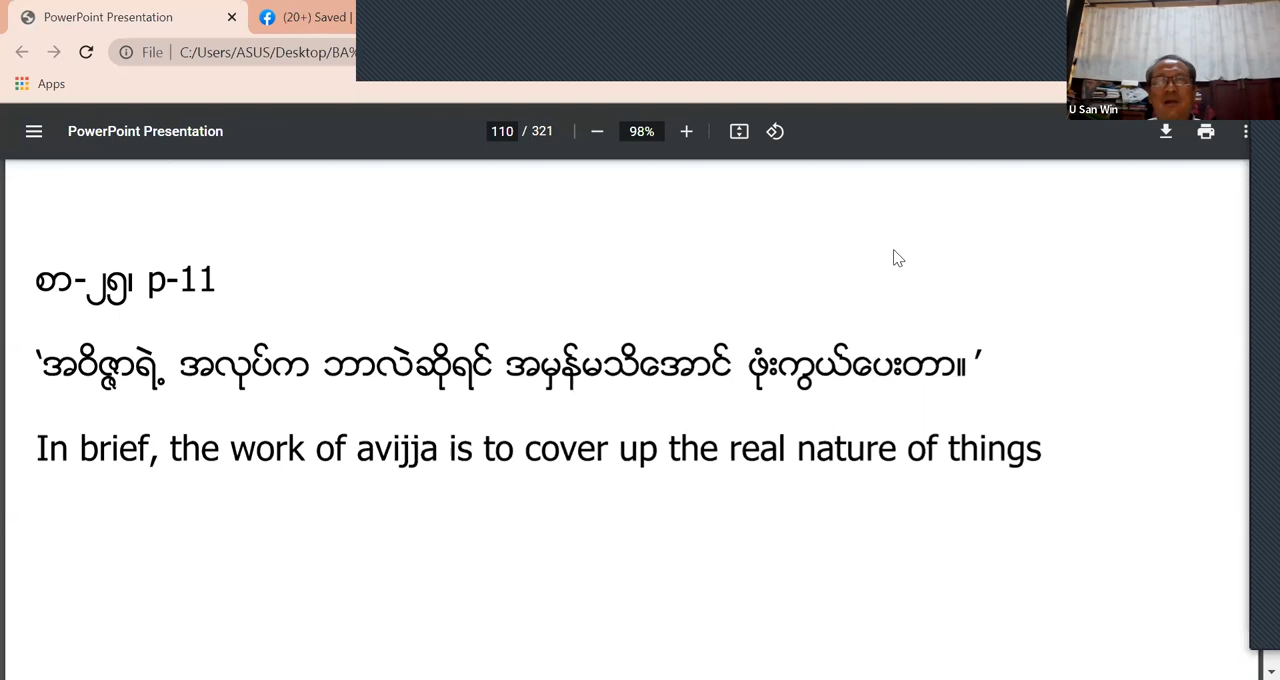 PowerPoint Presentation
(20+) Saved |
File | C:/Users/ASUS/Desktop/BA%
Apps
U San Win
PowerPoint Presentation
110 / 321
98%
စာ-၂၅၊ p-11
‘အဝိဇ္ဇာရဲ့ အလုပ်က ဘာလဲဆိုရင် အမှန်မသိအောင် ဖုံးကွယ်ပေးတာ။’
In brief, the work of avijja is to cover up the real nature of things